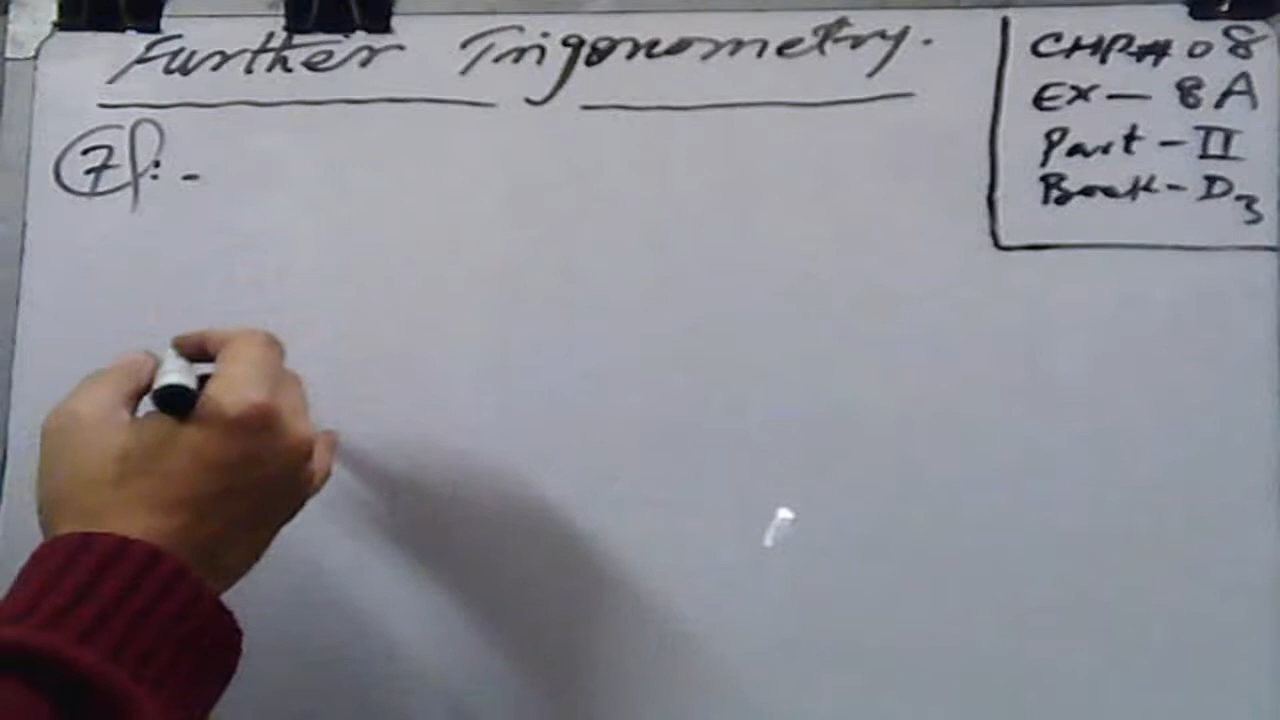 Further Trigonometry.
CHP# 08
EX - 8A
Part - II
Book - D3
7f:-